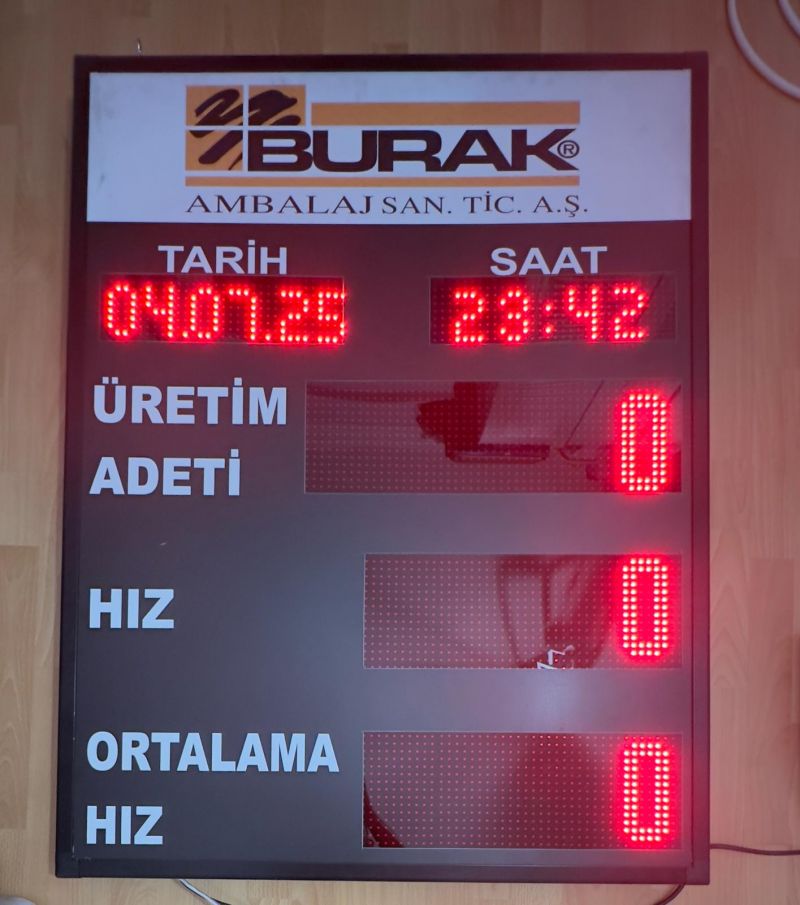 BURAK®
AMBALAJ SAN. TİC. A.Ş.
TARİH SAAT
04.07.25 23:42
ÜRETİM
ADETİ 0
HIZ 0
ORTALAMA
HIZ 0